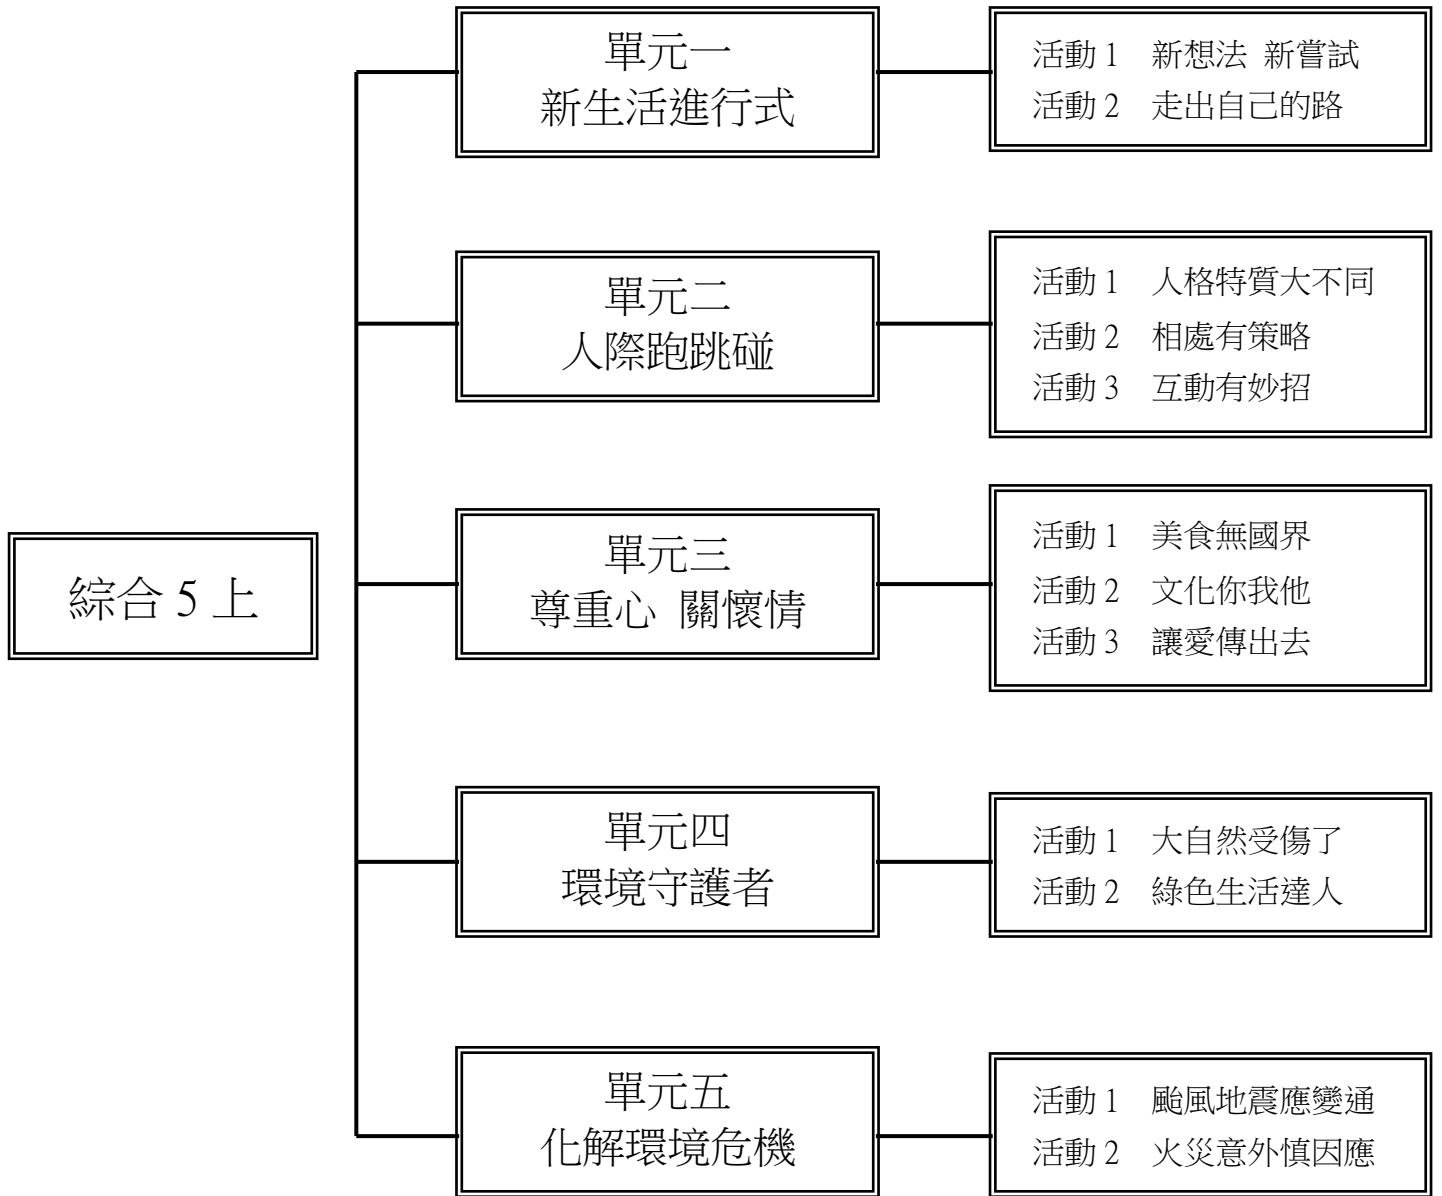 綜合 5 上
單元一
新生活進行式
活動 1 新想法 新嘗試
活動 2 走出自己的路
單元二
人際跑跳碰
活動 1 人格特質大不同
活動 2 相處有策略
活動 3 互動有妙招
單元三
尊重心 關懷情
活動 1 美食無國界
活動 2 文化你我他
活動 3 讓愛傳出去
單元四
環境守護者
活動 1 大自然受傷了
活動 2 綠色生活達人
單元五
化解環境危機
活動 1 颱風地震應變通
活動 2 火災意外慎因應